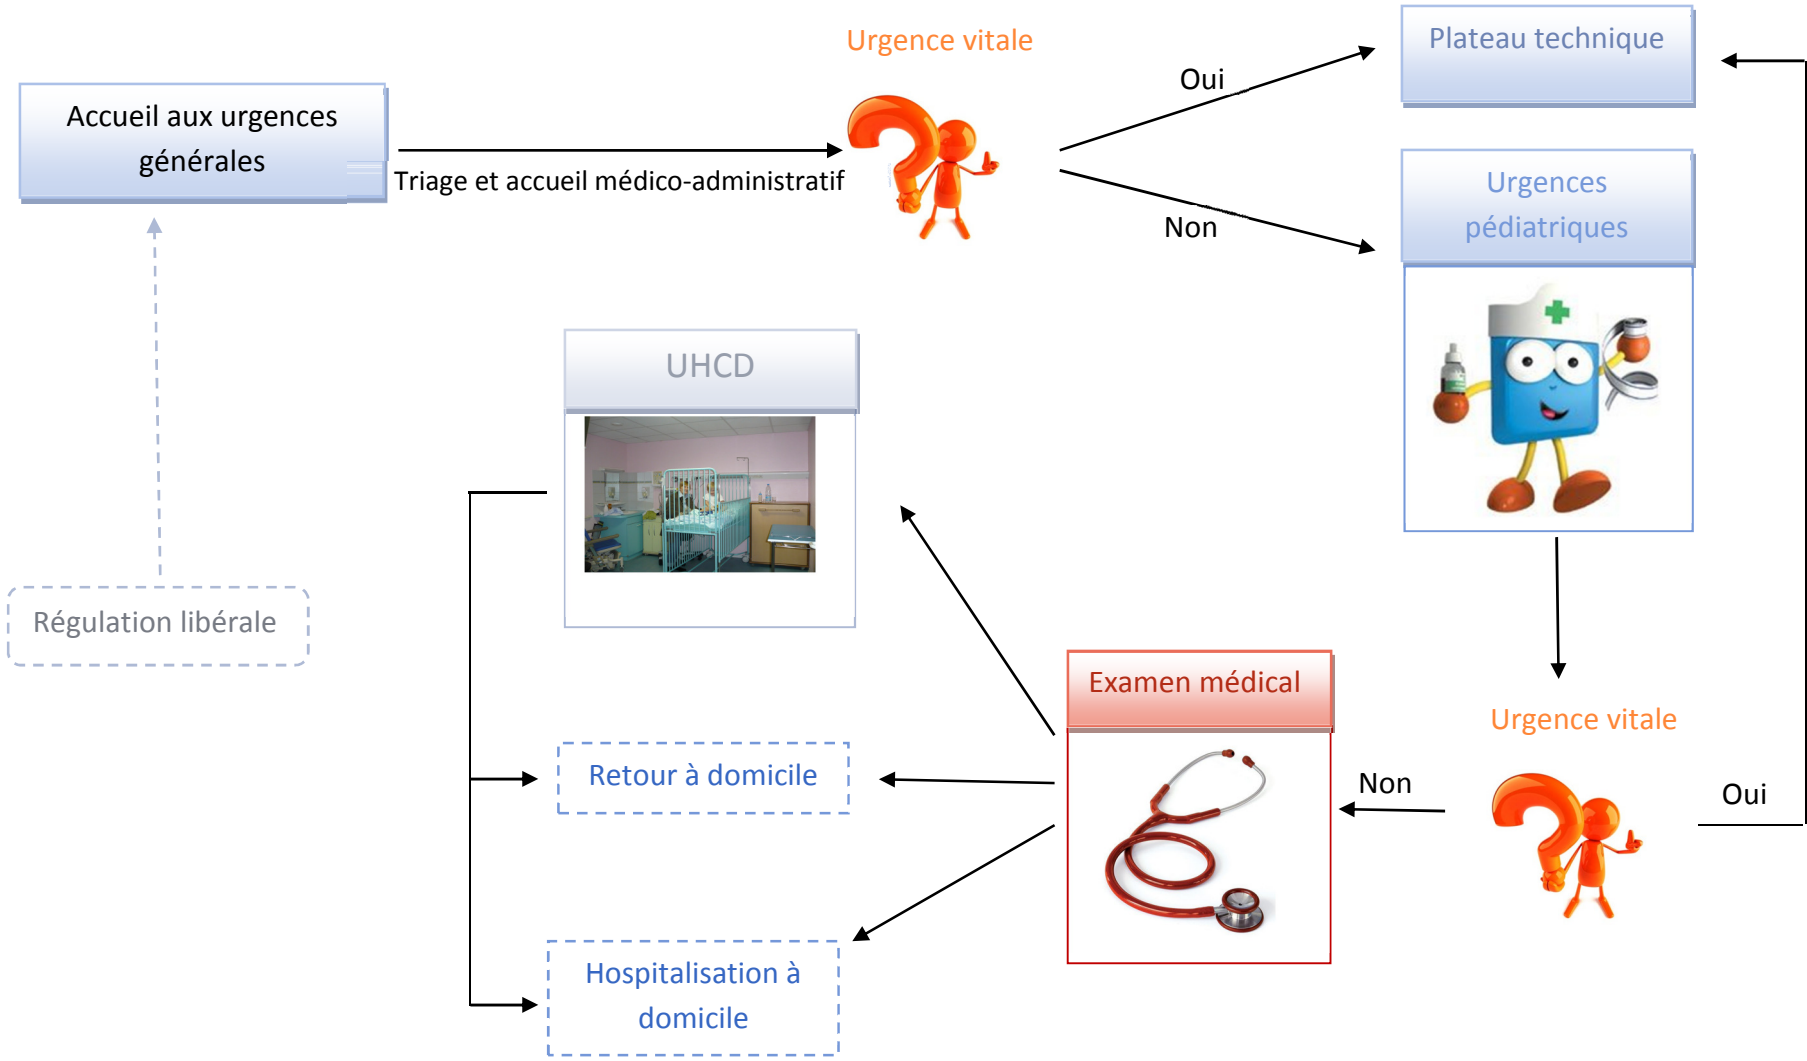 Urgence vitale
Plateau technique
Oui
Accueil aux urgences
générales
Triage et accueil médico-administratif
Urgences
pédiatriques
Non
UHCD
Régulation libérale
Examen médical
Urgence vitale
Retour à domicile
Non
Oui
Hospitalisation à
domicile